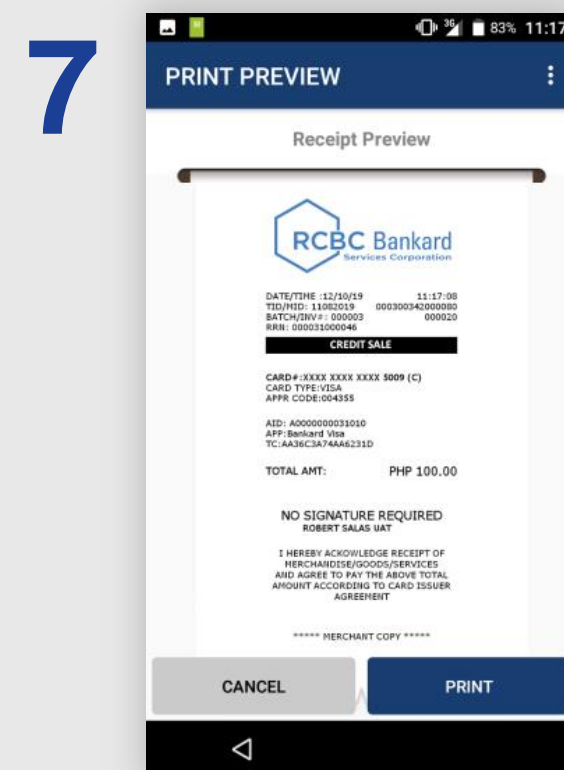 7
3G 83% 11:17
PRINT PREVIEW
Receipt Preview
RCBC Bankard
Services Corporation
DATE/TIME :12/10/19 11:17:08
TID/MID: 11082019 000300342000080
BATCH/INV#: 000003 000020
RRN: 000031000046
CREDIT SALE
CARD#:XXXX XXXX XXXX 5009 (C)
CARD TYPE:VISA
APPR CODE:004355
AID: A0000000031010
APP:Bankard Visa
TC:AA36C3A74AA6231D
TOTAL AMT: PHP 100.00
NO SIGNATURE REQUIRED
ROBERT SALAS UAT
I HEREBY ACKOWLEDGE RECEIPT OF
MERCHANDISE/GOODS/SERVICES
AND AGREE TO PAY THE ABOVE TOTAL
AMOUNT ACCORDING TO CARD ISSUER
AGREEMENT
***** MERCHANT COPY *****
CANCEL PRINT